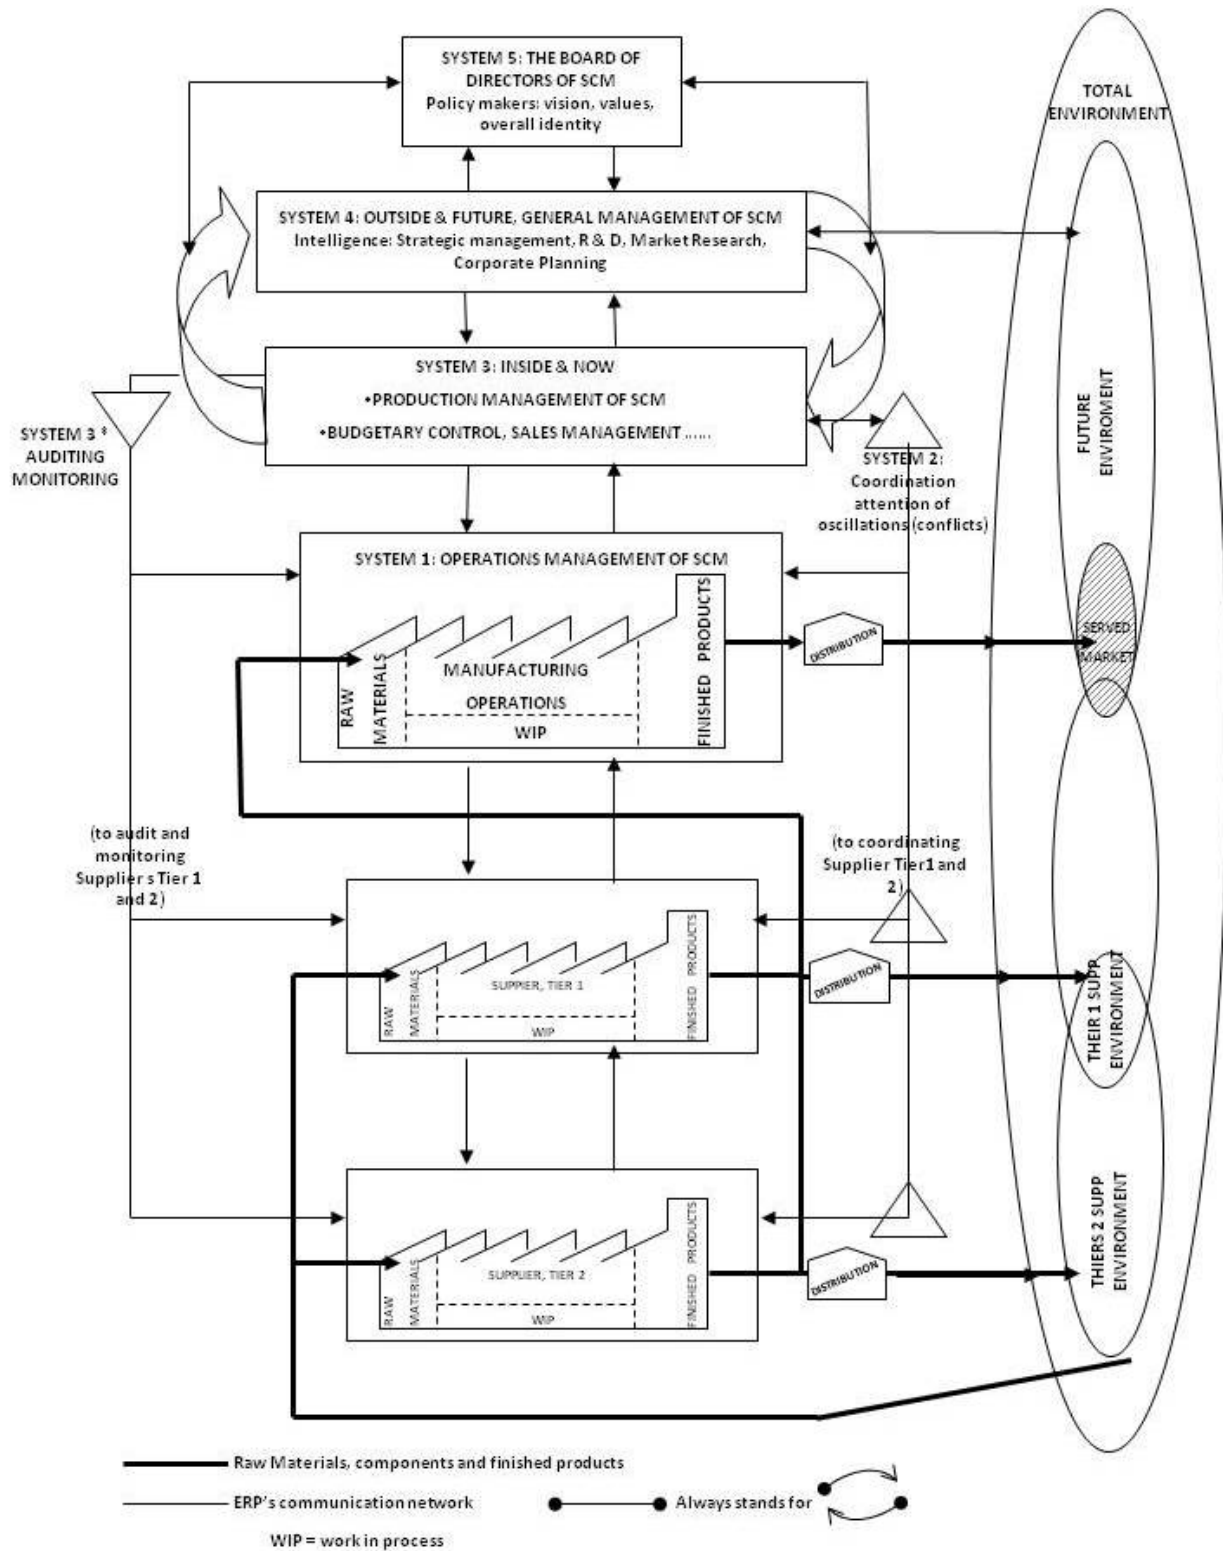 SYSTEM 5: THE BOARD OF
DIRECTORS OF SCM
Policy makers: vision, values,
overall identity
TOTAL
ENVIRONMENT
SYSTEM 4: OUTSIDE & FUTURE, GENERAL MANAGEMENT OF SCM
Intelligence: Strategic management, R & D, Market Research,
Corporate Planning
SYSTEM 3: INSIDE & NOW
•PRODUCTION MANAGEMENT OF SCM
•BUDGETARY CONTROL, SALES MANAGEMENT ......
SYSTEM 3 *
AUDITING
MONITORING
SYSTEM 2:
Coordination
attention of
oscillations (conflicts)
FUTURE
ENVIROMENT
SYSTEM 1: OPERATIONS MANAGEMENT OF SCM
RAW
MATERIALS
MANUFACTURING
OPERATIONS
WIP
FINISHED PRODUCTS
DISTRIBUTION
SERVED
MARKET
(to audit and
monitoring
Supplier s Tier 1
and 2)
(to coordinating
Supplier Tier1 and
2)
RAW
MATERIALS
SUPPIER, TIER 1
WIP
FINISHED PRODUCTS
DISTRIBUTION
THEIR 1 SUPP
ENVIRONMENT
RAW
MATERIALS
SUPPLIER, TIER 2
WIP
FINISHED PRODUCTS
DISTRIBUTION
THIERS 2 SUPP
ENVIRONMENT
Raw Materials, components and finished products
ERP's communication network
Always stands for
WIP = work in process